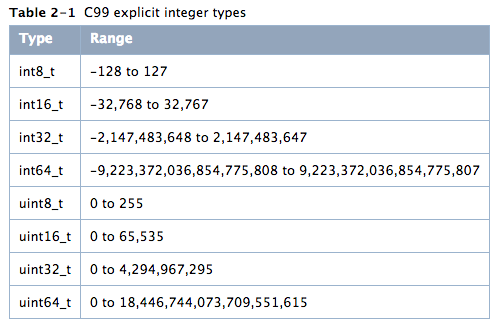 Table 2-1 C99 explicit integer types
Type Range
int8_t -128 to 127
int16_t -32,768 to 32,767
int32_t -2,147,483,648 to 2,147,483,647
int64_t -9,223,372,036,854,775,808 to 9,223,372,036,854,775,807
uint8_t 0 to 255
uint16_t 0 to 65,535
uint32_t 0 to 4,294,967,295
uint64_t 0 to 18,446,744,073,709,551,615